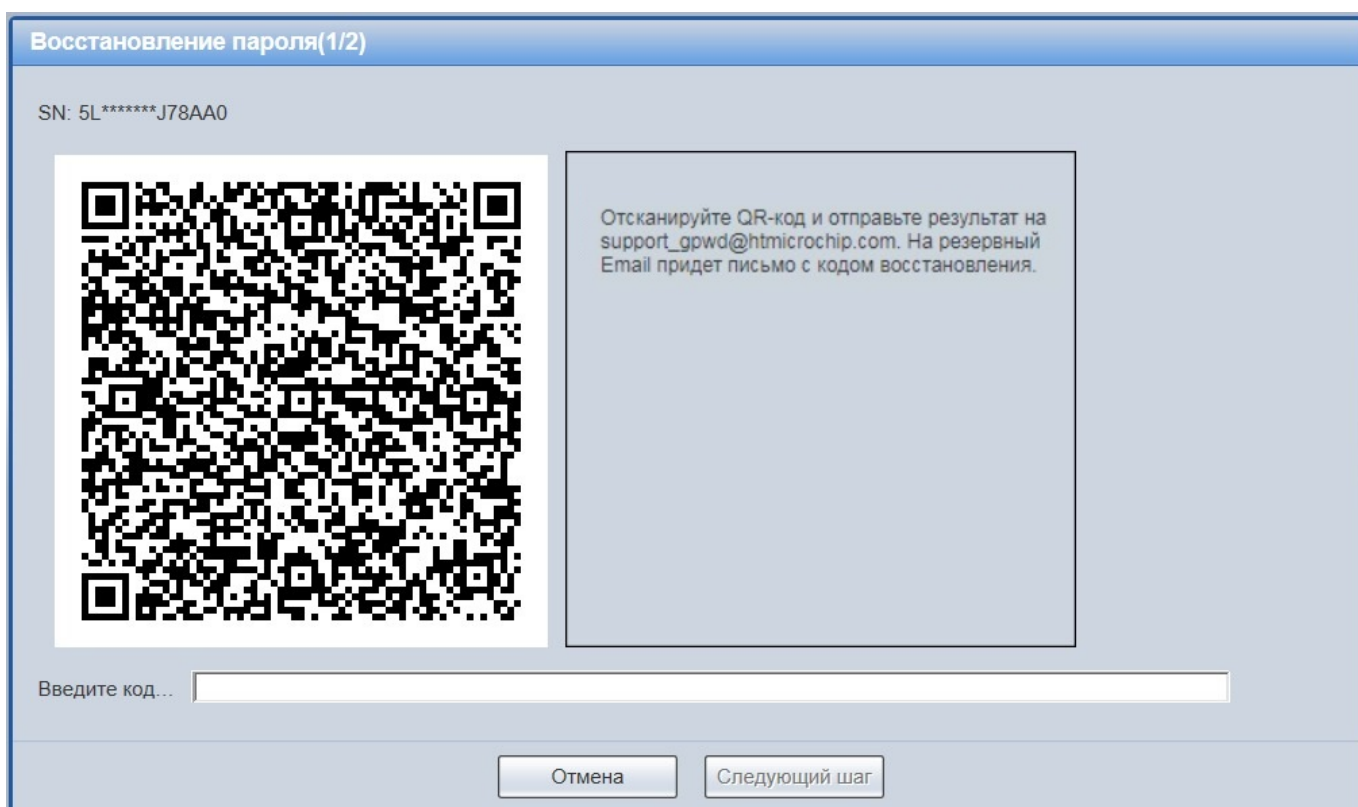 Восстановление пароля(1/2)
SN: 5L*******J78AA0
Отсканируйте QR-код и отправьте результат на
support_gpwd@htmicrochip.com. На резервный
Email придет письмо с кодом восстановления.
Введите код...
Отмена
Следующий шаг